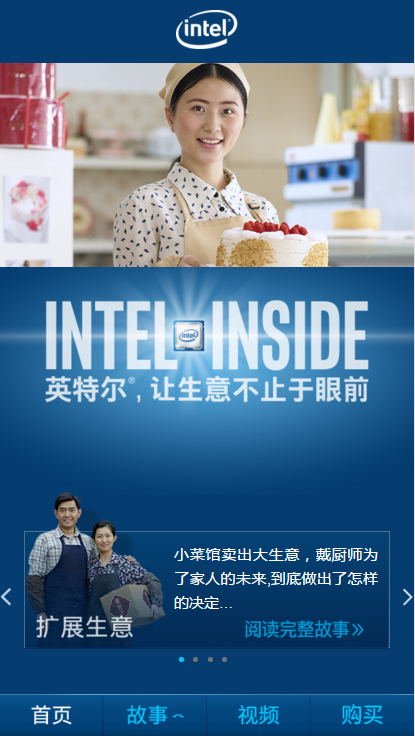 intel
INTEL intel INSIDE
英特尔®, 让生意不止于眼前
小菜馆卖出大生意，戴厨师为
了家人的未来,到底做出了怎样
的决定...
扩展生意
阅读完整故事»
首页 故事 视频 购买